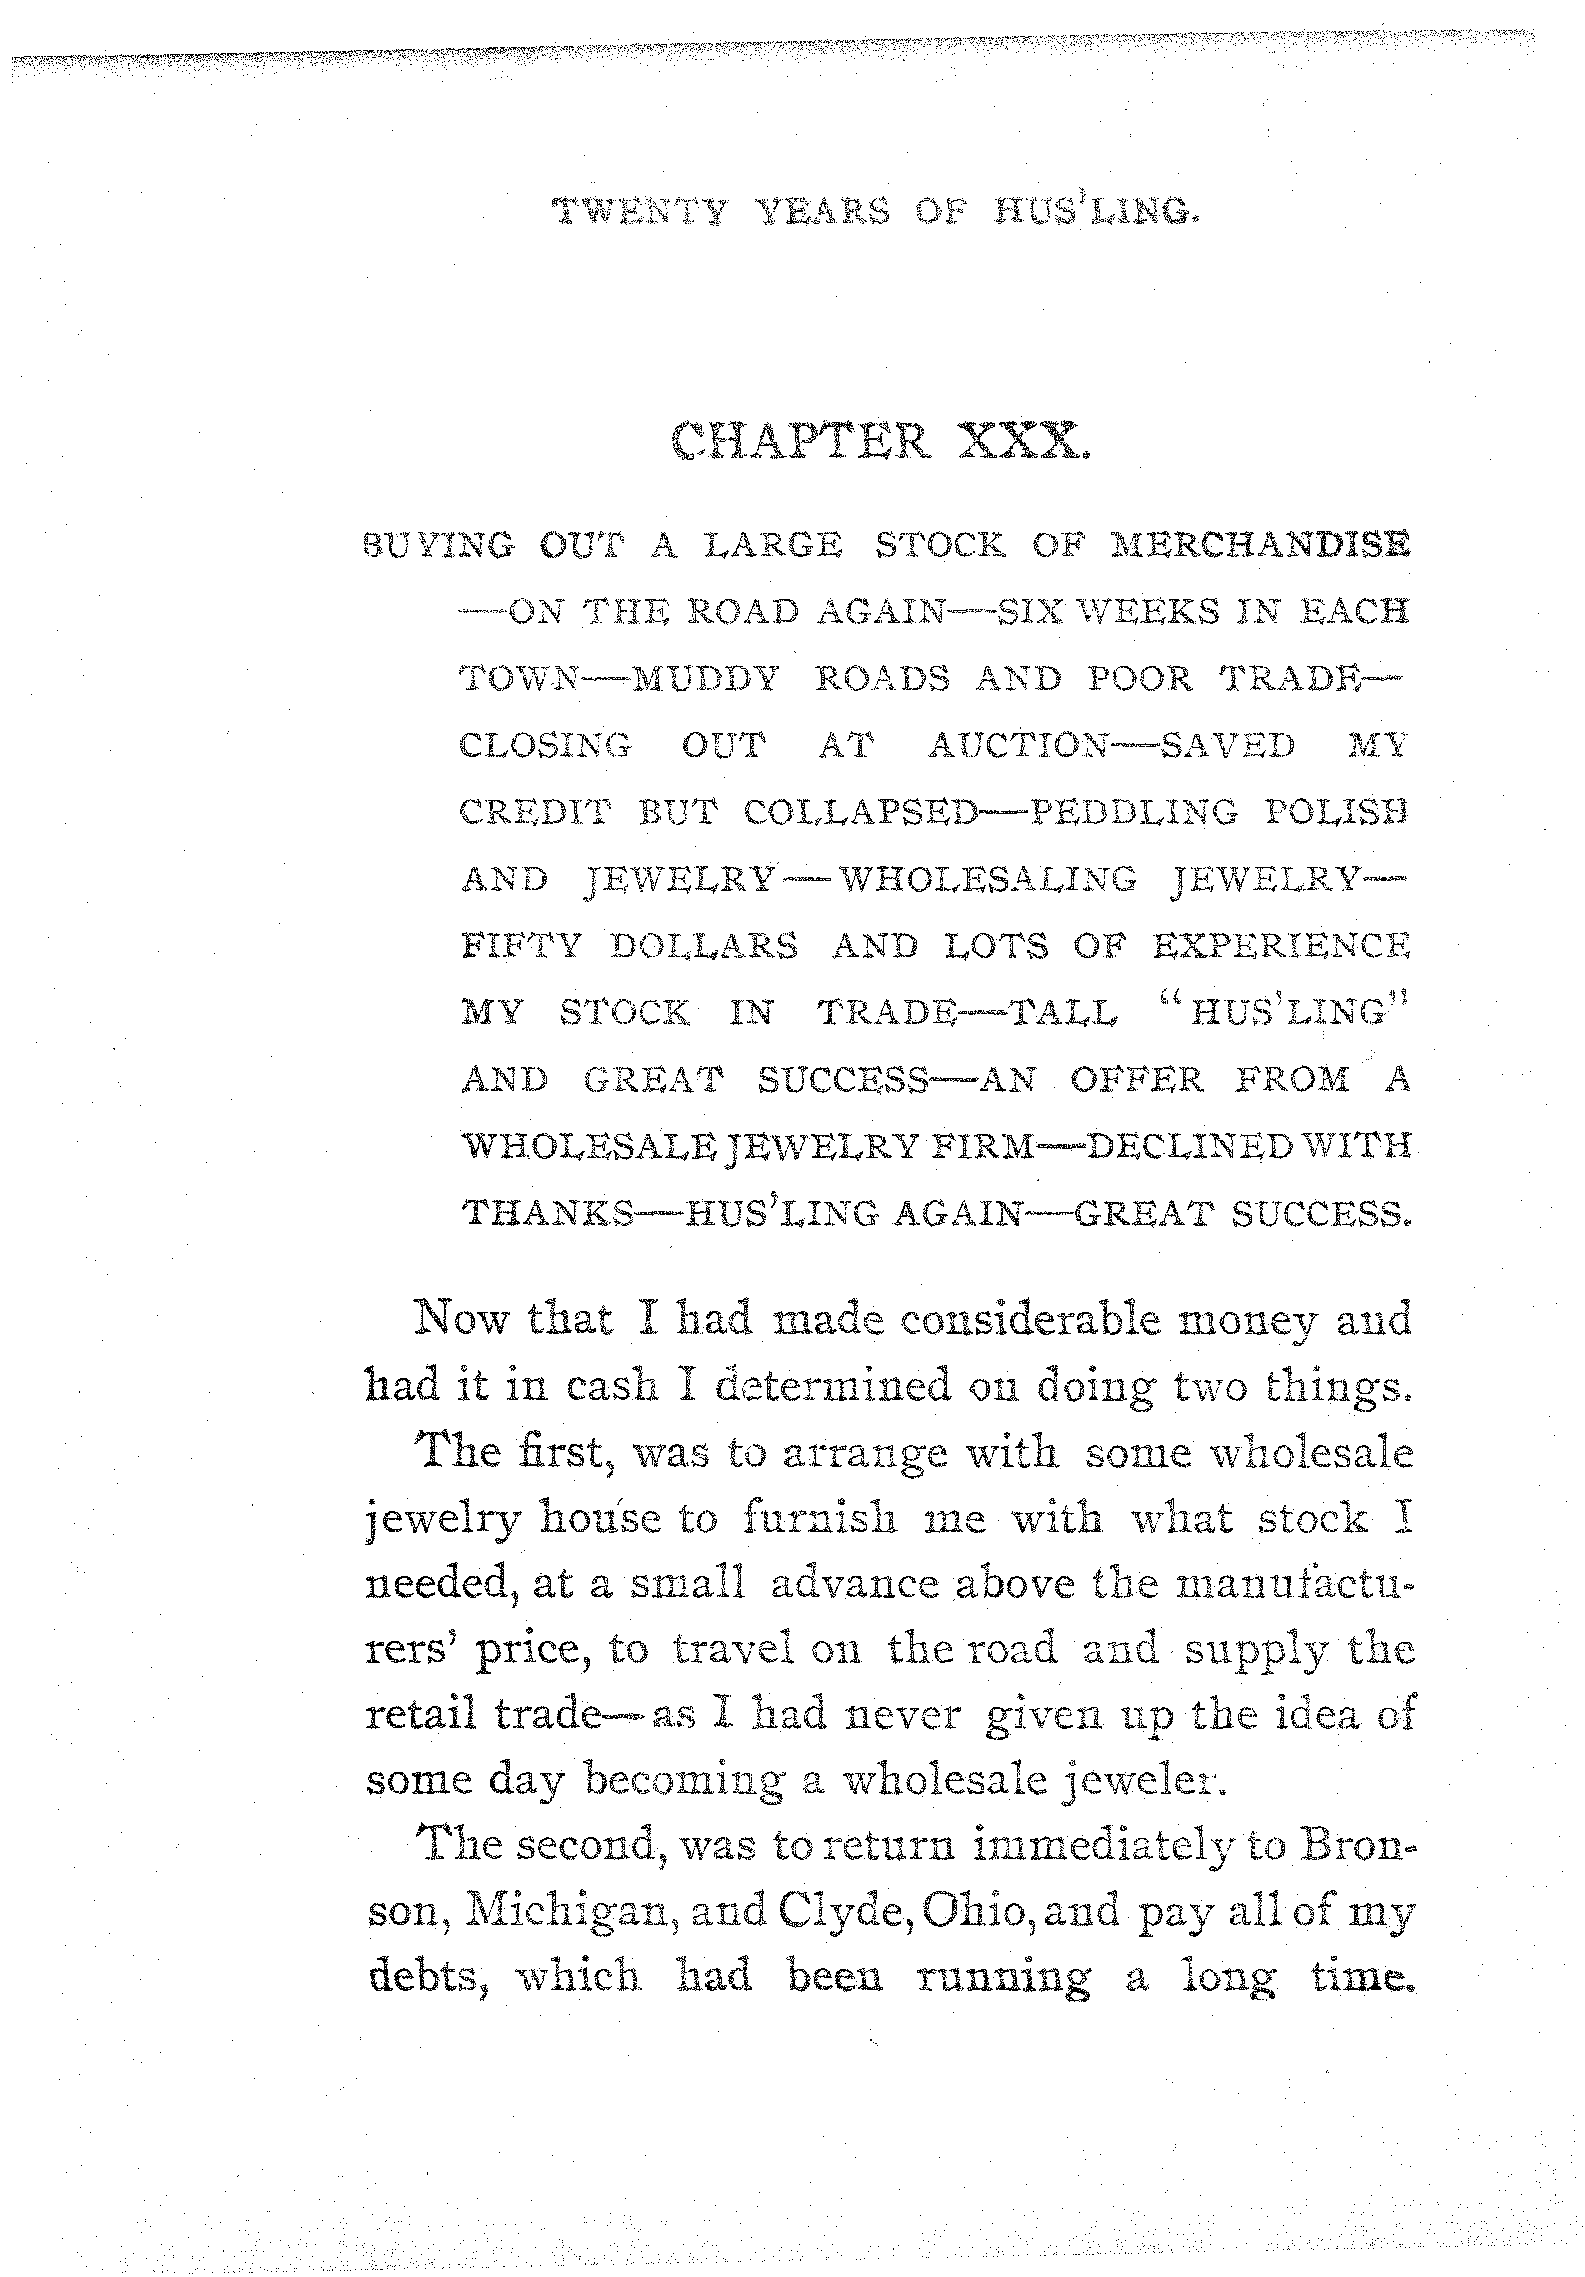 TWENTY YEARS OF HUS'LING.
CHAPTER XXX.
BUYING OUT A LARGE STOCK OF MERCHANDISE
—ON THE ROAD AGAIN—SIX WEEKS IN EACH
TOWN—MUDDY ROADS AND POOR TRADE—
CLOSING OUT AT AUCTION—SAVED MY
CREDIT BUT COLLAPSED—PEDDLING POLISH
AND JEWELRY—WHOLESALING JEWELRY—
FIFTY DOLLARS AND LOTS OF EXPERIENCE
MY STOCK IN TRADE—TALL "HUS'LING"
AND GREAT SUCCESS—AN OFFER FROM A
WHOLESALE JEWELRY FIRM—DECLINED WITH
THANKS—HUS'LING AGAIN—GREAT SUCCESS.
Now that I had made considerable money and
had it in cash I determined on doing two things.
The first, was to arrange with some wholesale
jewelry house to furnish me with what stock I
needed, at a small advance above the manufactu-
rers' price, to travel on the road and supply the
retail trade—as I had never given up the idea of
some day becoming a wholesale jeweler.
The second, was to return immediately to Bron-
son, Michigan, and Clyde, Ohio, and pay all of my
debts, which had been running a long time.